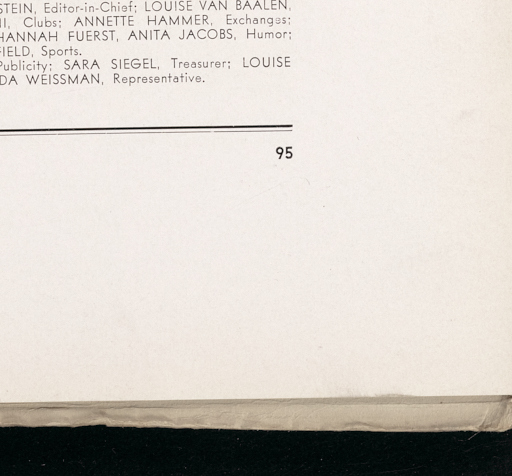 STEIN, Editor-in-Chief; LOUISE VAN BAALEN,
II, Clubs; ANNETTE HAMMER, Exchanges;
HANNAH FUERST, ANITA JACOBS, Humor;
FIELD, Sports.
Publicity; SARA SIEGEL, Treasurer; LOUISE
DA WEISSMAN, Representative.
95